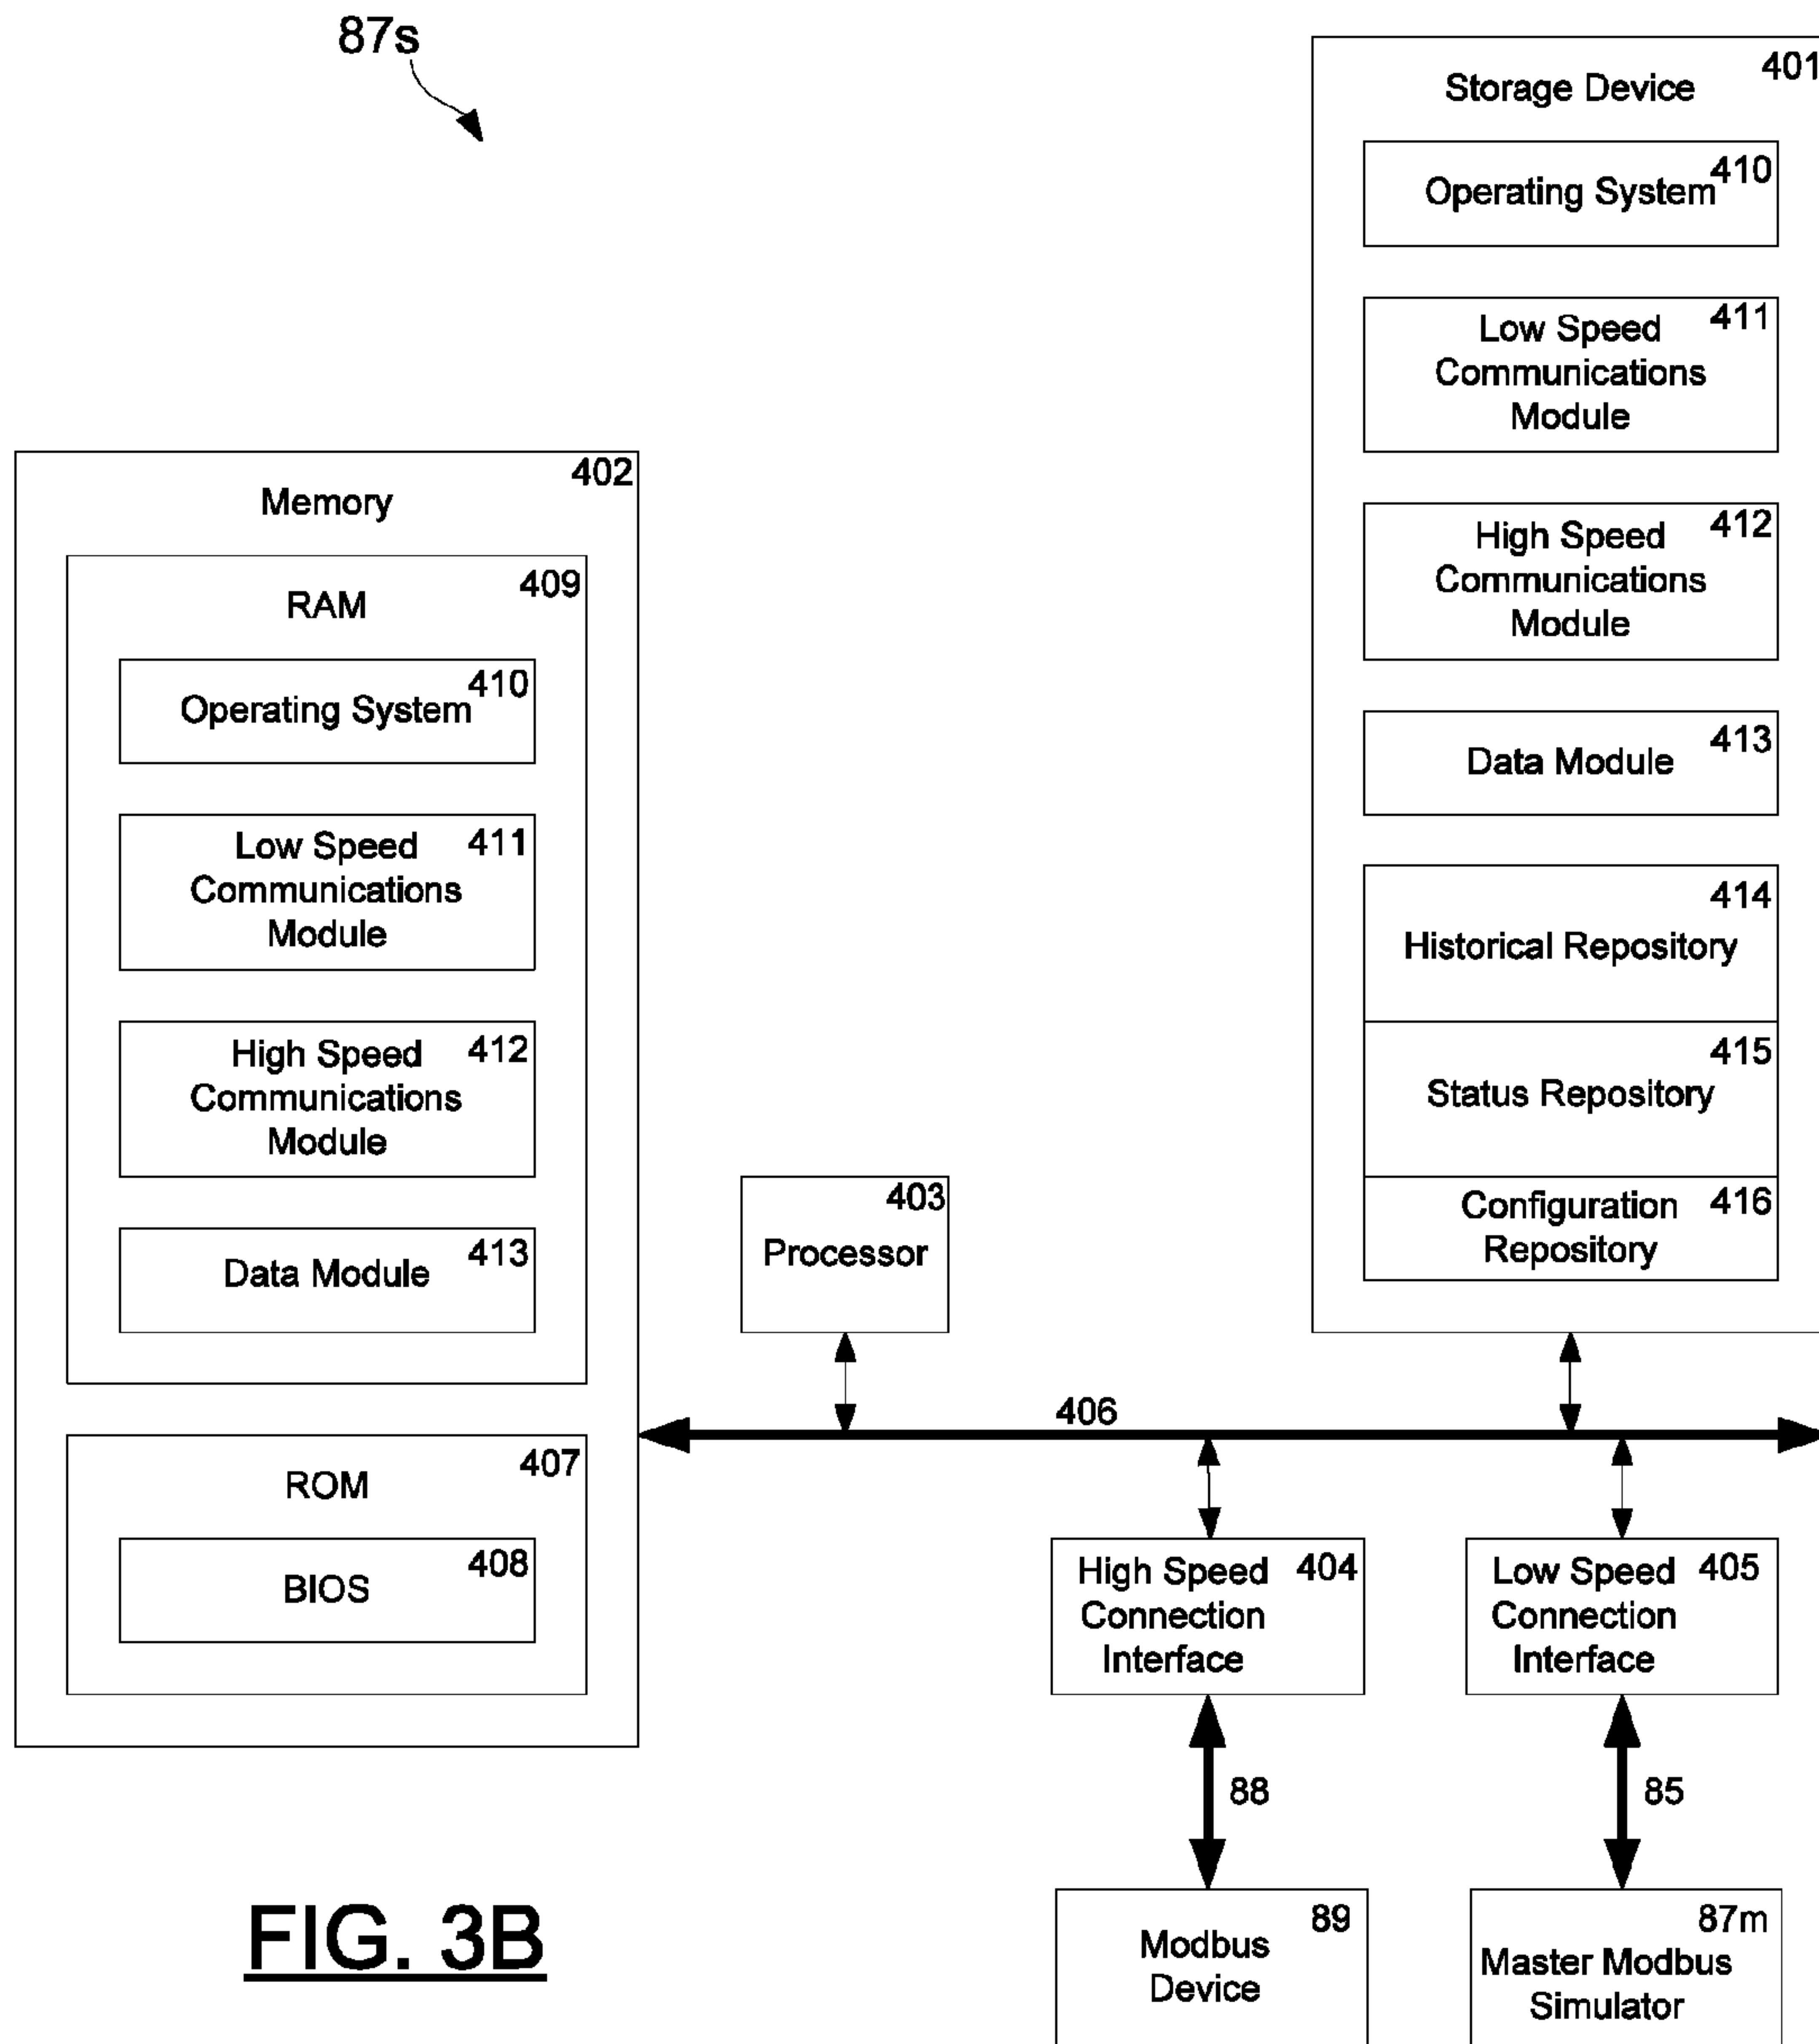 87s
401
Storage Device
410
Operating System
411
Low Speed
Communications
Module
412
High Speed
Communications
Module
413
Data Module
414
Historical Repository
415
Status Repository
416
Configuration
Repository
402
Memory
409
RAM
410
Operating System
411
Low Speed
Communications
Module
412
High Speed
Communications
Module
413
Data Module
407
ROM
408
BIOS
403
Processor
406
High Speed 404
Connection
Interface
Low Speed 405
Connection
Interface
88
85
89
Modbus
Device
87m
Master Modbus
Simulator
FIG. 3B